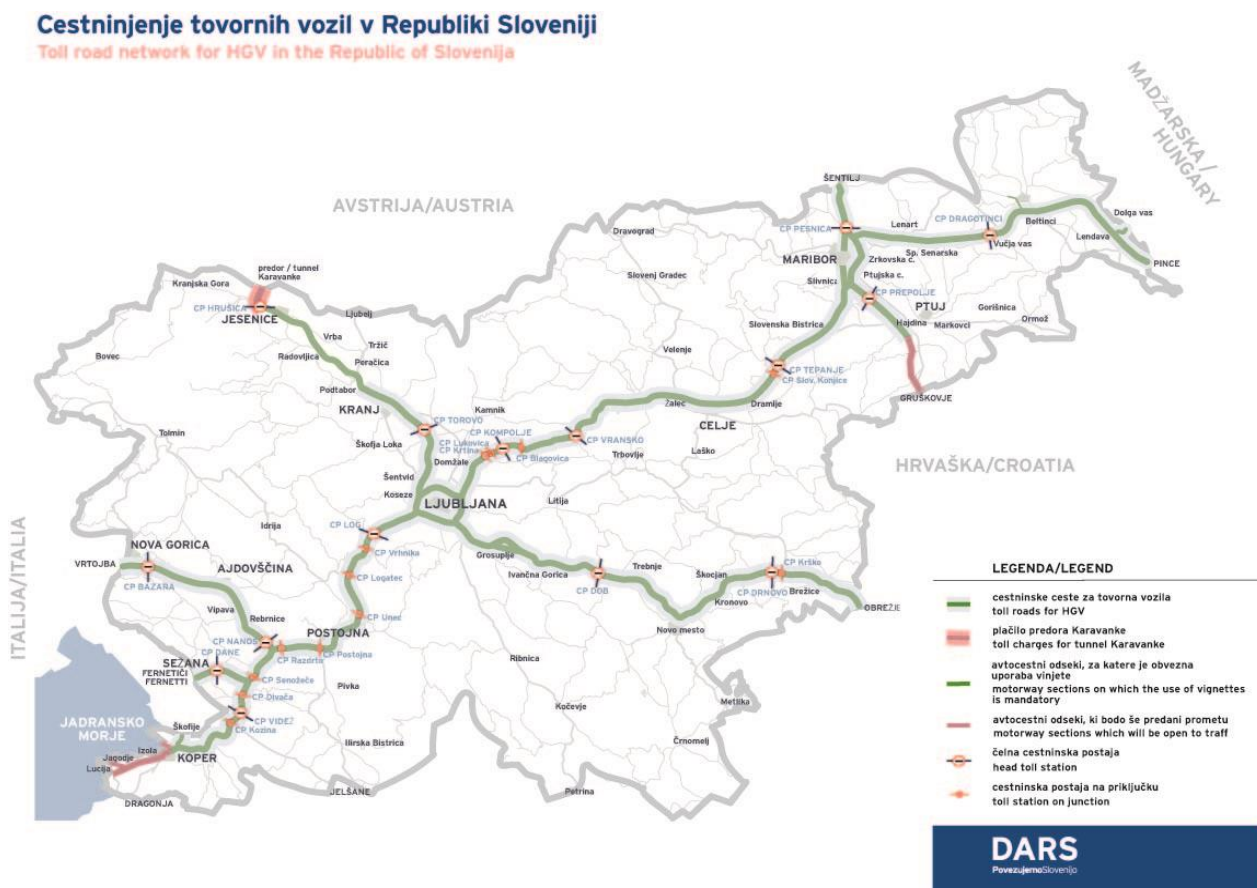 Cestninjenje tovornih vozil v Republiki Sloveniji
Toll road network for HGV in the Republic of Slovenija
MADŽARSKA /
HUNGARY
AVSTRIJA/AUSTRIA
ŠENTILJ
CP PESNICA
Lenart
CP DRAGOTINCI
Beltinci
Dolga vas
Lendava
PINCE
Vučja vas
Sp. Senarska
Dravograd
MARIBOR
Zrkovska c.
Ptujska c.
Slovenj Gradec
Slivnica
CP PREPOLJE
PTUJ
Gorišnica
Ormož
Hajdina
Markovci
predor / tunnel
Karavanke
Kranjska Gora
CP HRUŠICA
JESENICE
Ljubelj
Vrba
Tržič
Radovljica
Peračica
Bovec
Podtabor
Slovenska Bistrica
Velenje
CP TEPANJE
CP Slov. Konjice
GRUŠKOVJE
KRANJ
Kamnik
Žalec
Dramlje
CELJE
CP TOROVO
CP KOMPOLJE
CP Lukovica
CP Krtina
CP VRANSKO
CP Blagovica
Tolmin
Škofja Loka
Domžale
Trbovlje
Laško
HRVAŠKA/CROATIA
Šentvid
Koseze
LJUBLJANA
Litija
Idrija
CP LOG
CP Vrhnika
ITALIJA/ITALIA
NOVA GORICA
VRTOJBA
AJDOVŠČINA
CP BAZARA
CP Logatec
Grosuplje
Ivančna Gorica
CP DOB
Trebnje
Škocjan
CP Krško
CP DRNOVO
Brežice
Kronovo
OBREŽJE
Vipava
Rebrnice
CP Unec
Novo mesto
CP NANOS
POSTOJNA
CP DANE
CP Razdrto
CP Postojna
SEŽANA
FERNETIČI
FERNETTI
CP Senožeče
Pivka
Ribnica
CP Divača
CP VIDEŽ
CP Kozina
Kočevje
Metlika
JADRANSKO
MORJE
Škofije
Izola
KOPER
Jagodje
Lucija
Ilirska Bistrica
Črnomelj
DRAGONJA
JELŠANE
Petrina
LEGENDA/LEGEND
cestninske ceste za tovorna vozila
toll roads for HGV
plačilo predora Karavanke
toll charges for tunnel Karavanke
avtocestni odseki, za katere je obvezna
uporaba vinjete
motorway sections on which the use of vignettes
is mandatory
avtocestni odseki, ki bodo še predani prometu
motorway sections which will be open to traff
čelna cestninska postaja
head toll station
cestninska postaja na priključku
toll station on junction
DARS
PovezujemoSlovenijo